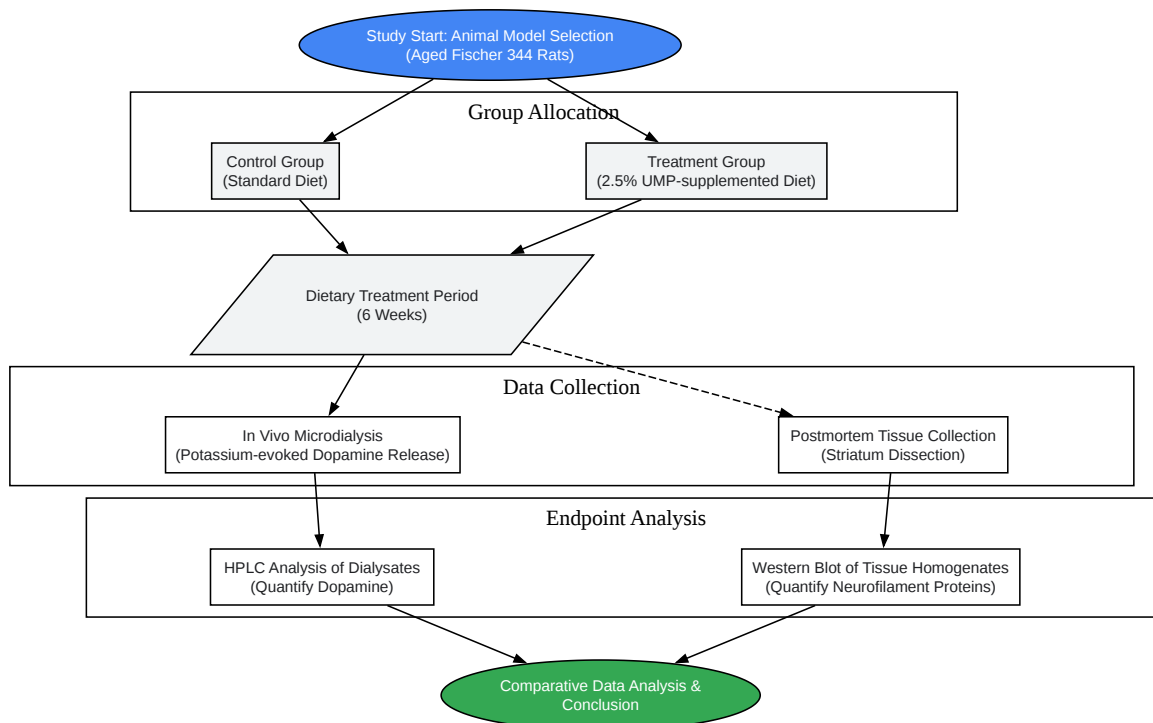 Study Start: Animal Model Selection
(Aged Fischer 344 Rats)
Group Allocation
Control Group
(Standard Diet)
Treatment Group
(2.5% UMP-supplemented Diet)
Dietary Treatment Period
(6 Weeks)
Data Collection
In Vivo Microdialysis
(Potassium-evoked Dopamine Release)
Postmortem Tissue Collection
(Striatum Dissection)
Endpoint Analysis
HPLC Analysis of Dialysates
(Quantify Dopamine)
Western Blot of Tissue Homogenates
(Quantify Neurofilament Proteins)
Comparative Data Analysis &
Conclusion